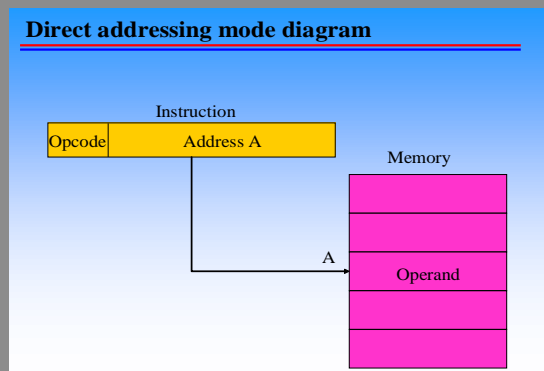 Direct addressing mode diagram
Instruction
Opcode
Address A
Memory
A
Operand